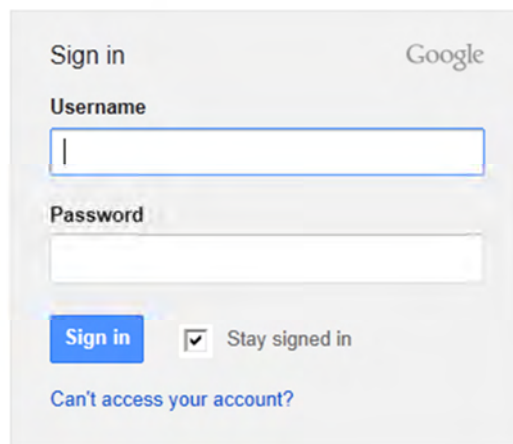 Sign in Google
Username
Password
Sign in Stay signed in
Can't access your account?